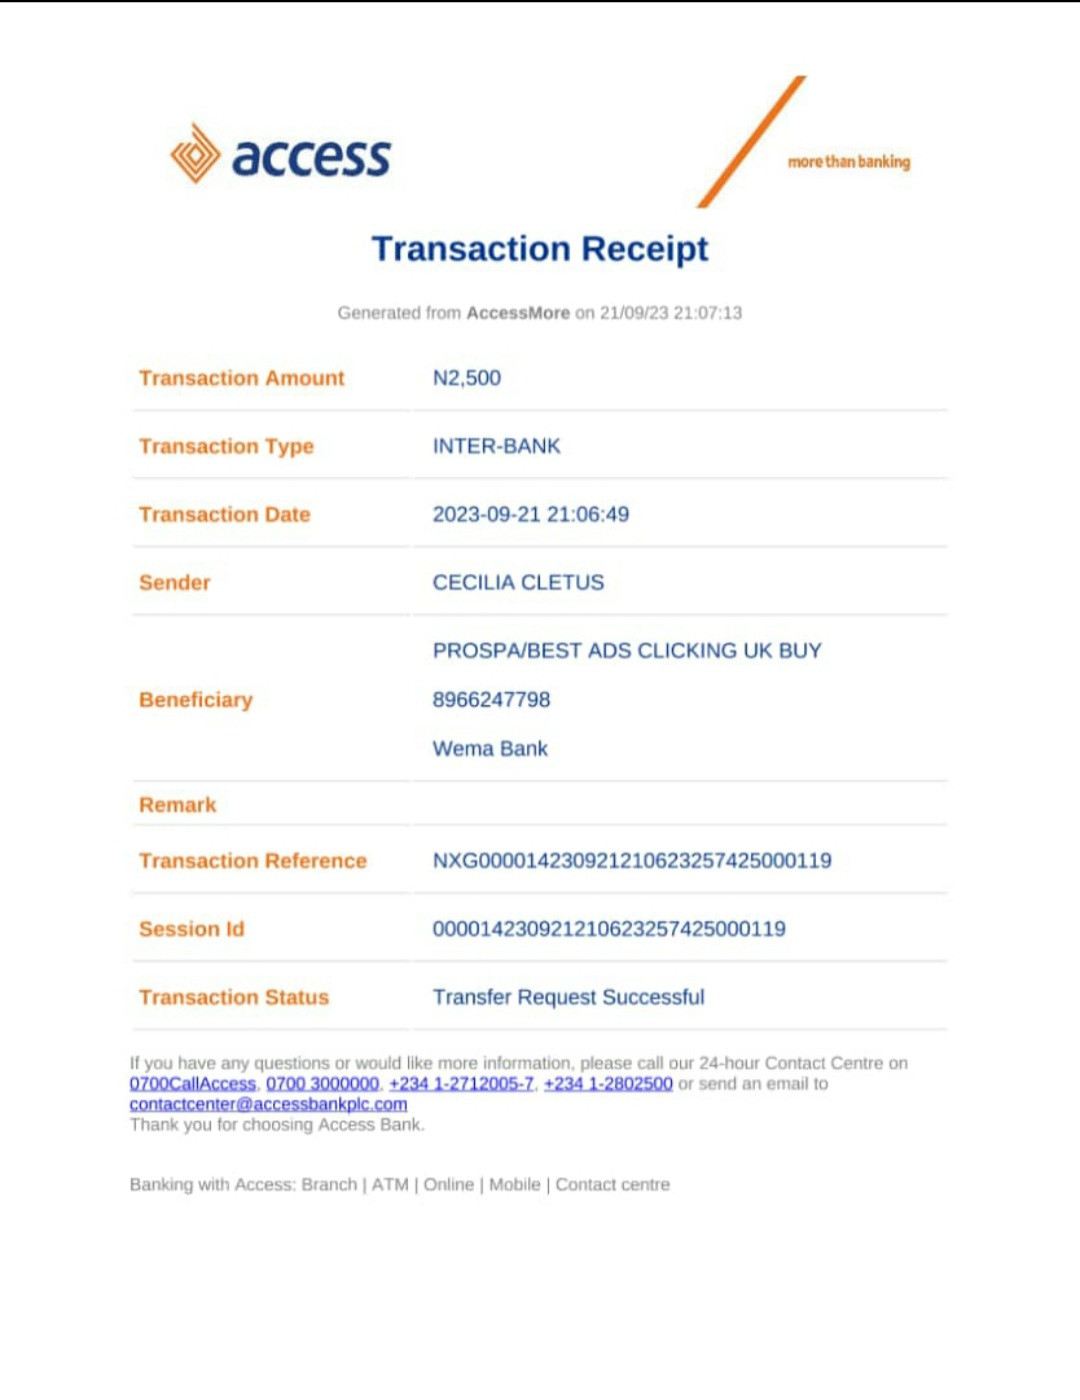 access
more than banking
Transaction Receipt
Generated from AccessMore on 21/09/23 21:07:13
Transaction Amount N2,500
Transaction Type INTER-BANK
Transaction Date 2023-09-21 21:06:49
Sender CECILIA CLETUS
PROSPA/BEST ADS CLICKING UK BUY
Beneficiary 8966247798
Wema Bank
Remark
Transaction Reference NXG000014230921210623257425000119
Session Id 000014230921210623257425000119
Transaction Status Transfer Request Successful
If you have any questions or would like more information, please call our 24-hour Contact Centre on
0700CallAccess, 0700 3000000, +234 1-2712005-7, +234 1-2802500 or send an email to
contactcenter@accessbankplc.com
Thank you for choosing Access Bank.
Banking with Access: Branch | ATM | Online | Mobile | Contact centre